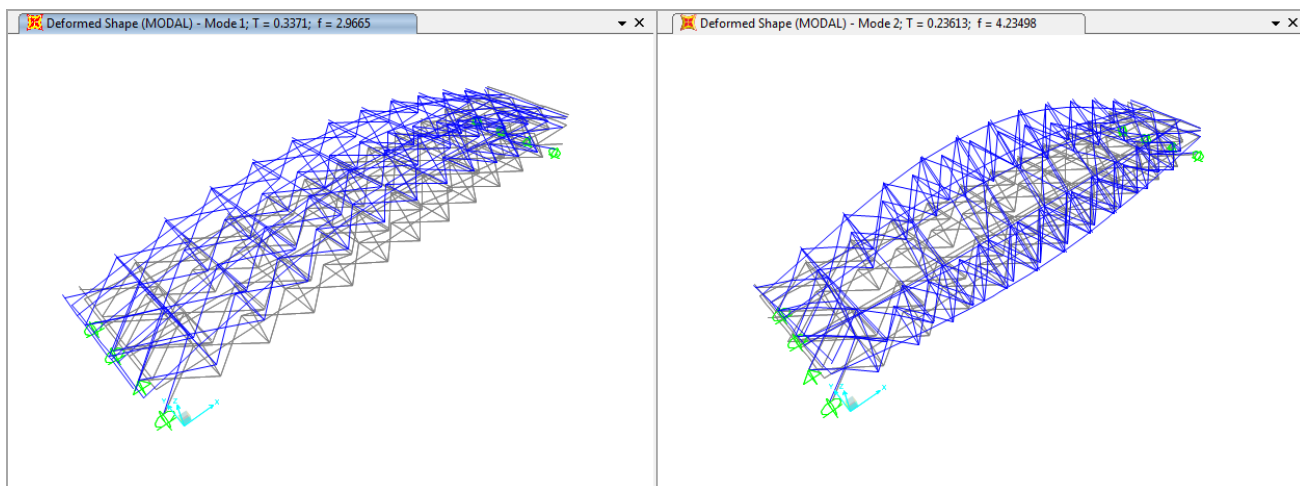 Deformed Shape (MODAL) - Mode 1; T = 0.3371; f = 2.9665
Deformed Shape (MODAL) - Mode 2; T = 0.23613; f = 4.23498
Y Z X
Y Z X